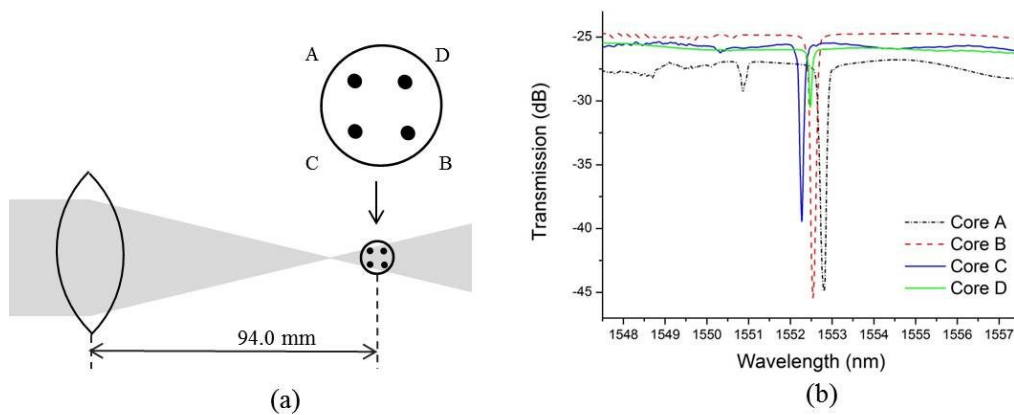 A D
C B
94.0 mm
(a)
Transmission (dB)
-25
-30
-35
-40
-45
Core A
Core B
Core C
Core D
1548 1549 1550 1551 1552 1553 1554 1555 1556 1557
Wavelength (nm)
(b)